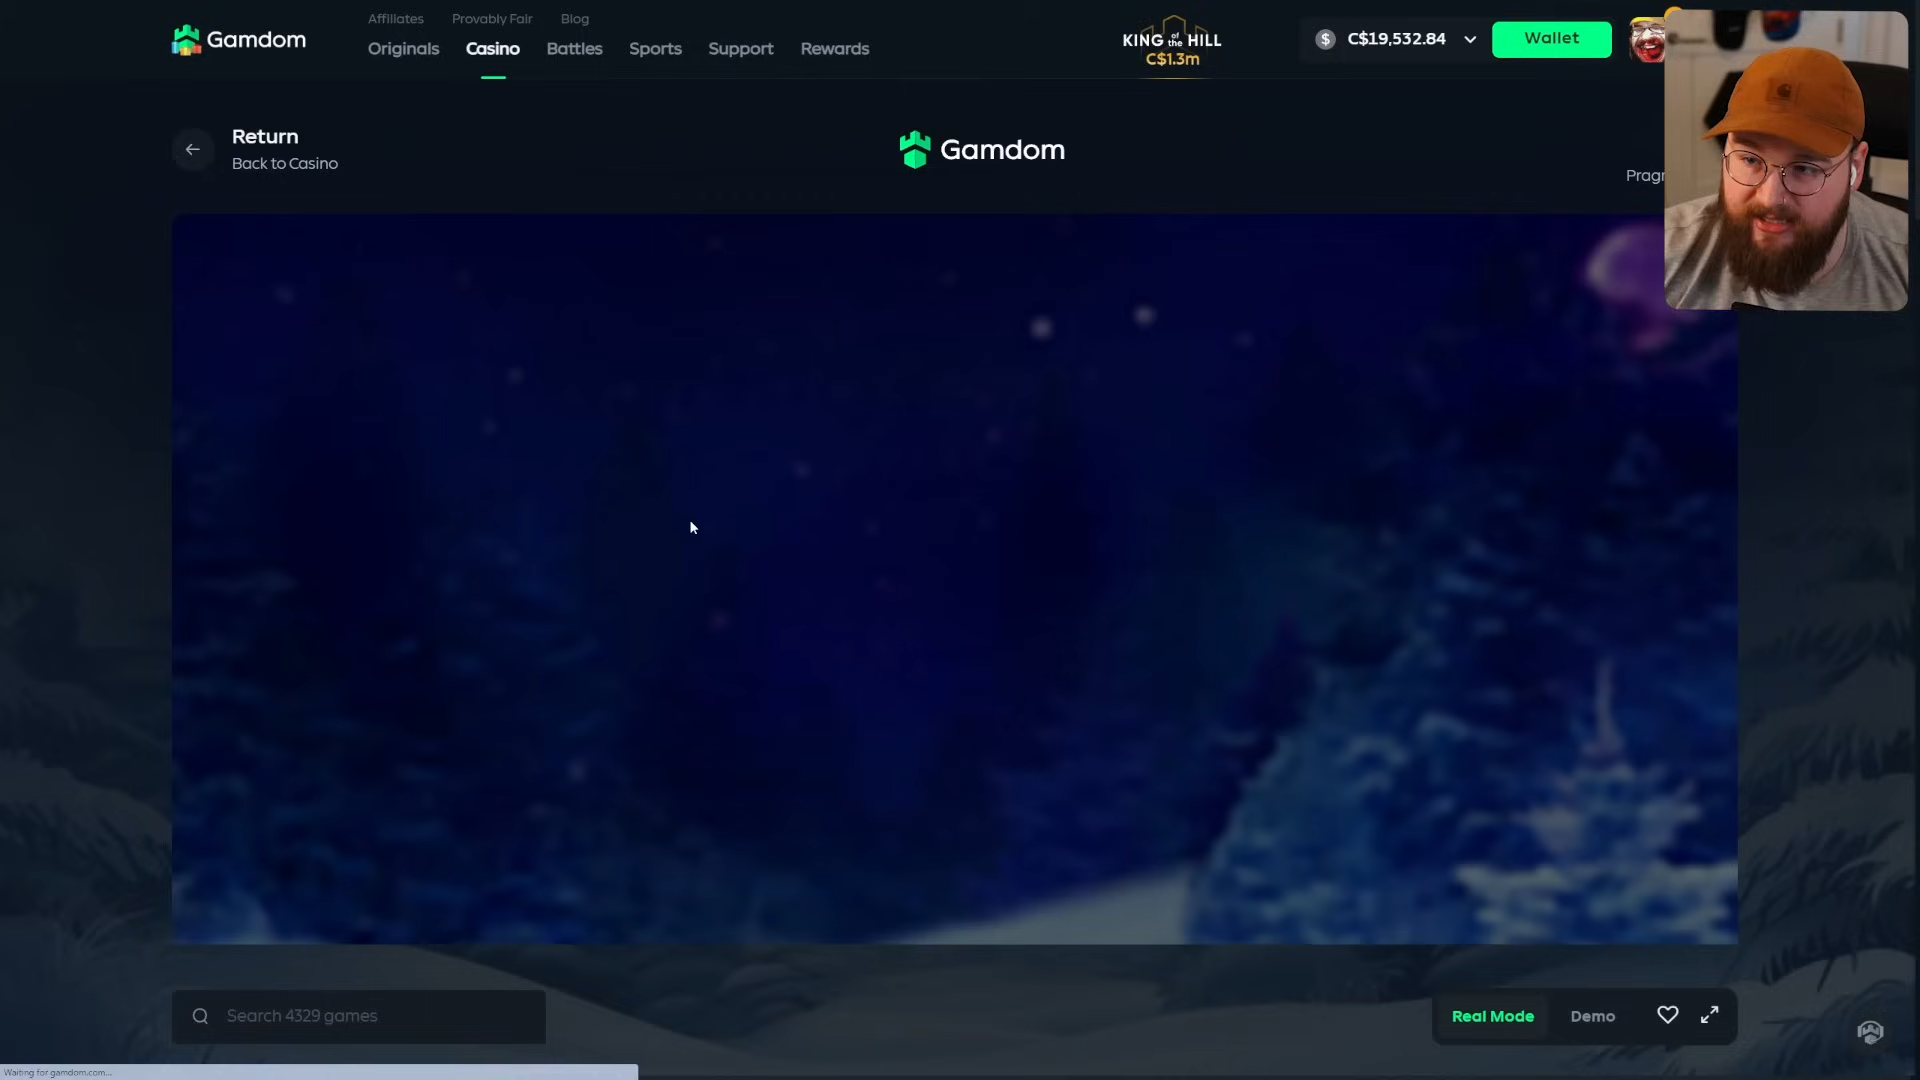 Affiliates Provably Fair Blog
Gamdom
Originals Casino Battles Sports Support Rewards
KING of the HILL
C$1.3m
$ C$19,532.84
Wallet
Return
Back to Casino
Gamdom
Search 4329 games
Real Mode Demo
Waiting for gamdom.com...